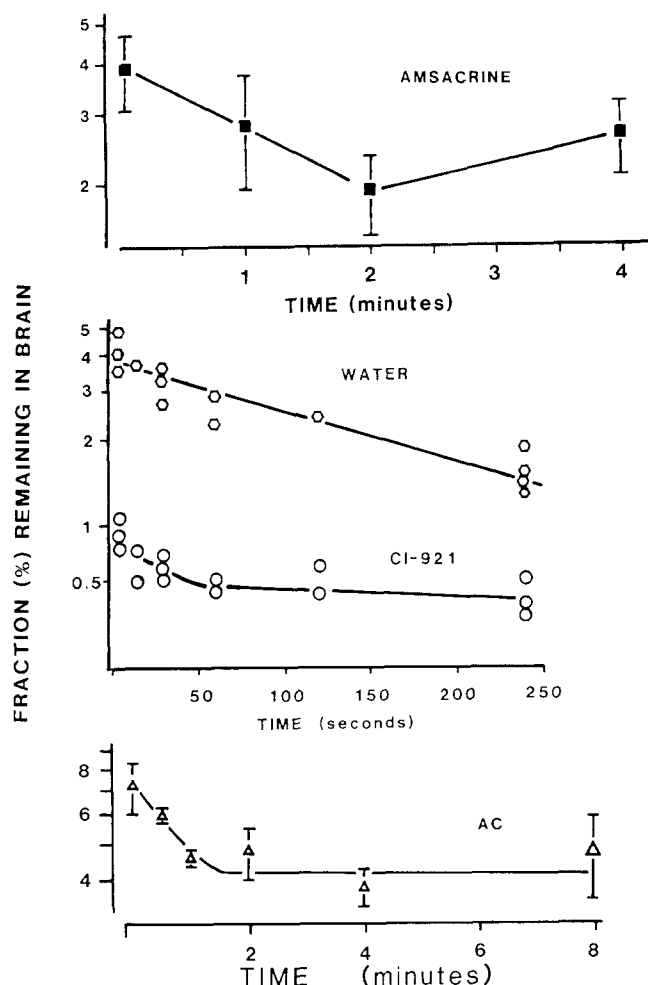 FRACTION (%) REMAINING IN BRAIN
5
4
3
2
AMSACRINE
1 2 3 4
TIME (minutes)
5
4
3
2
1
0.5
WATER
CI-921
50 100 150 200 250
TIME (seconds)
8
6
4
AC
2 4 6 8
TIME (minutes)